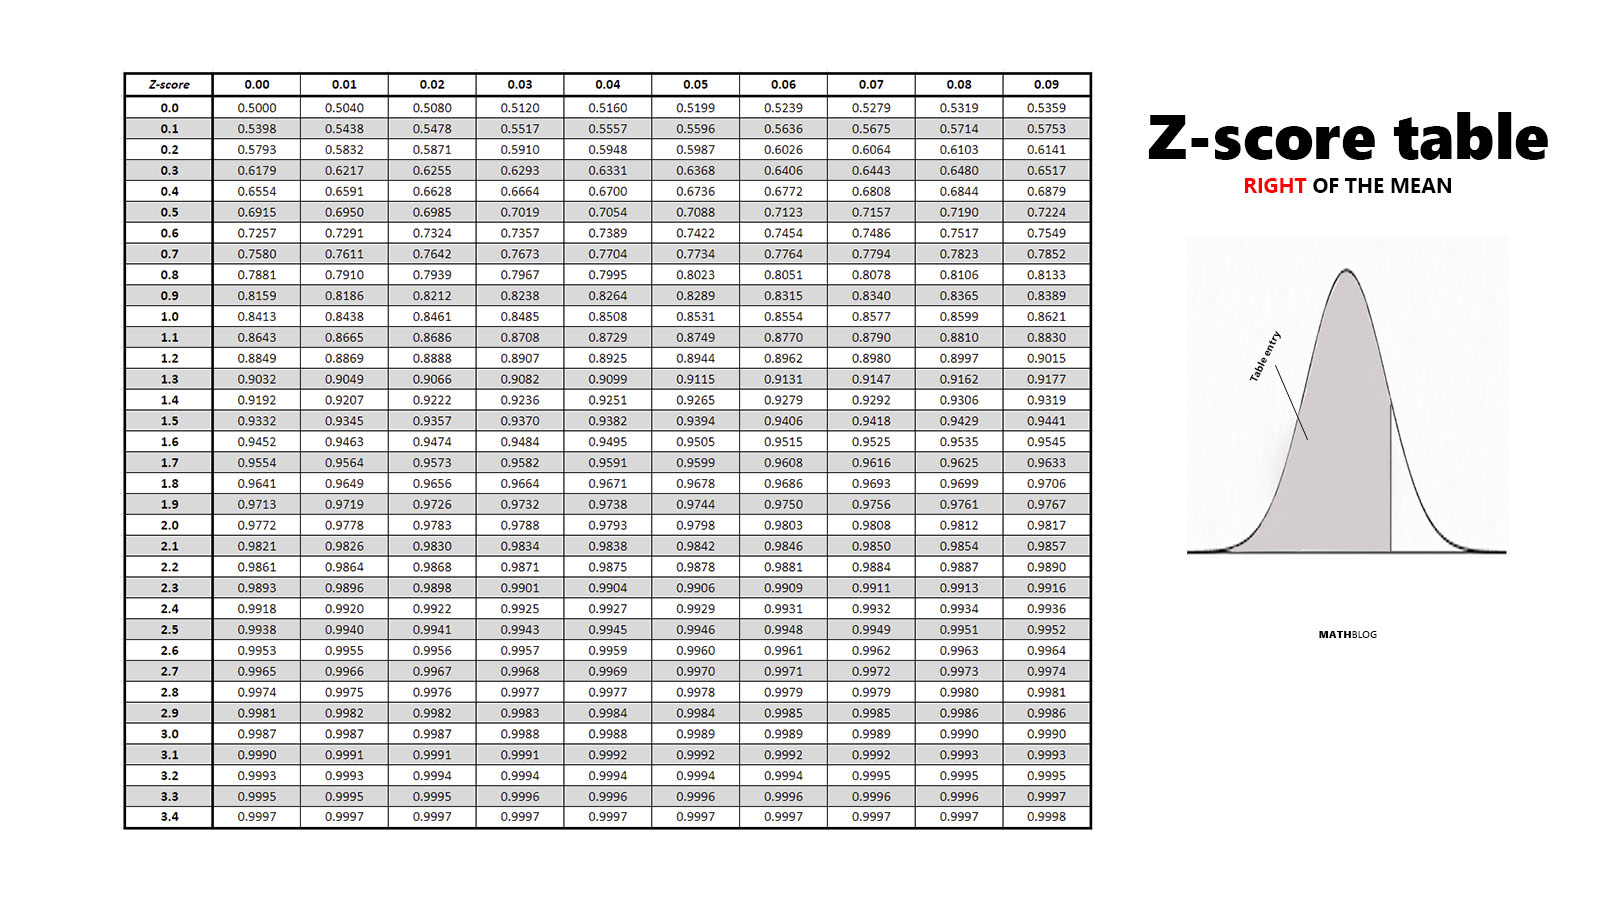 Z-score 0.00 0.01 0.02 0.03 0.04 0.05 0.06 0.07 0.08 0.09
0.0 0.5000 0.5040 0.5080 0.5120 0.5160 0.5199 0.5239 0.5279 0.5319 0.5359
0.1 0.5398 0.5438 0.5478 0.5517 0.5557 0.5596 0.5636 0.5675 0.5714 0.5753
0.2 0.5793 0.5832 0.5871 0.5910 0.5948 0.5987 0.6026 0.6064 0.6103 0.6141
0.3 0.6179 0.6217 0.6255 0.6293 0.6331 0.6368 0.6406 0.6443 0.6480 0.6517
0.4 0.6554 0.6591 0.6628 0.6664 0.6700 0.6736 0.6772 0.6808 0.6844 0.6879
0.5 0.6915 0.6950 0.6985 0.7019 0.7054 0.7088 0.7123 0.7157 0.7190 0.7224
0.6 0.7257 0.7291 0.7324 0.7357 0.7389 0.7422 0.7454 0.7486 0.7517 0.7549
0.7 0.7580 0.7611 0.7642 0.7673 0.7704 0.7734 0.7764 0.7794 0.7823 0.7852
0.8 0.7881 0.7910 0.7939 0.7967 0.7995 0.8023 0.8051 0.8078 0.8106 0.8133
0.9 0.8159 0.8186 0.8212 0.8238 0.8264 0.8289 0.8315 0.8340 0.8365 0.8389
1.0 0.8413 0.8438 0.8461 0.8485 0.8508 0.8531 0.8554 0.8577 0.8599 0.8621
1.1 0.8643 0.8665 0.8686 0.8708 0.8729 0.8749 0.8770 0.8790 0.8810 0.8830
1.2 0.8849 0.8869 0.8888 0.8907 0.8925 0.8944 0.8962 0.8980 0.8997 0.9015
1.3 0.9032 0.9049 0.9066 0.9082 0.9099 0.9115 0.9131 0.9147 0.9162 0.9177
1.4 0.9192 0.9207 0.9222 0.9236 0.9251 0.9265 0.9279 0.9292 0.9306 0.9319
1.5 0.9332 0.9345 0.9357 0.9370 0.9382 0.9394 0.9406 0.9418 0.9429 0.9441
1.6 0.9452 0.9463 0.9474 0.9484 0.9495 0.9505 0.9515 0.9525 0.9535 0.9545
1.7 0.9554 0.9564 0.9573 0.9582 0.9591 0.9599 0.9608 0.9616 0.9625 0.9633
1.8 0.9641 0.9649 0.9656 0.9664 0.9671 0.9678 0.9686 0.9693 0.9699 0.9706
1.9 0.9713 0.9719 0.9726 0.9732 0.9738 0.9744 0.9750 0.9756 0.9761 0.9767
2.0 0.9772 0.9778 0.9783 0.9788 0.9793 0.9798 0.9803 0.9808 0.9812 0.9817
2.1 0.9821 0.9826 0.9830 0.9834 0.9838 0.9842 0.9846 0.9850 0.9854 0.9857
2.2 0.9861 0.9864 0.9868 0.9871 0.9875 0.9878 0.9881 0.9884 0.9887 0.9890
2.3 0.9893 0.9896 0.9898 0.9901 0.9904 0.9906 0.9909 0.9911 0.9913 0.9916
2.4 0.9918 0.9920 0.9922 0.9925 0.9927 0.9929 0.9931 0.9932 0.9934 0.9936
2.5 0.9938 0.9940 0.9941 0.9943 0.9945 0.9946 0.9948 0.9949 0.9951 0.9952
2.6 0.9953 0.9955 0.9956 0.9957 0.9959 0.9960 0.9961 0.9962 0.9963 0.9964
2.7 0.9965 0.9966 0.9967 0.9968 0.9969 0.9970 0.9971 0.9972 0.9973 0.9974
2.8 0.9974 0.9975 0.9976 0.9977 0.9977 0.9978 0.9979 0.9979 0.9980 0.9981
2.9 0.9981 0.9982 0.9982 0.9983 0.9984 0.9984 0.9985 0.9985 0.9986 0.9986
3.0 0.9987 0.9987 0.9987 0.9988 0.9988 0.9989 0.9989 0.9989 0.9990 0.9990
3.1 0.9990 0.9991 0.9991 0.9991 0.9992 0.9992 0.9992 0.9992 0.9993 0.9993
3.2 0.9993 0.9993 0.9994 0.9994 0.9994 0.9994 0.9994 0.9995 0.9995 0.9995
3.3 0.9995 0.9995 0.9995 0.9996 0.9996 0.9996 0.9996 0.9996 0.9996 0.9997
3.4 0.9997 0.9997 0.9997 0.9997 0.9997 0.9997 0.9997 0.9997 0.9997 0.9998
Z-score table
RIGHT OF THE MEAN
Table entry
MATHBLOG